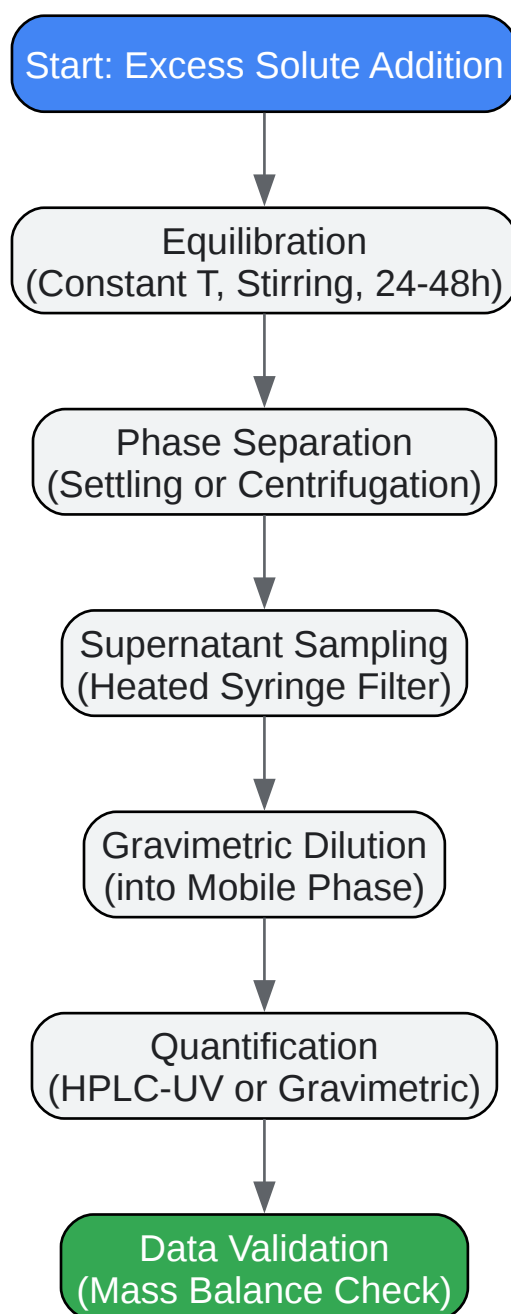 Start: Excess Solute Addition
Equilibration
(Constant T, Stirring, 24-48h)
Phase Separation
(Settling or Centrifugation)
Supernatant Sampling
(Heated Syringe Filter)
Gravimetric Dilution
(into Mobile Phase)
Quantification
(HPLC-UV or Gravimetric)
Data Validation
(Mass Balance Check)